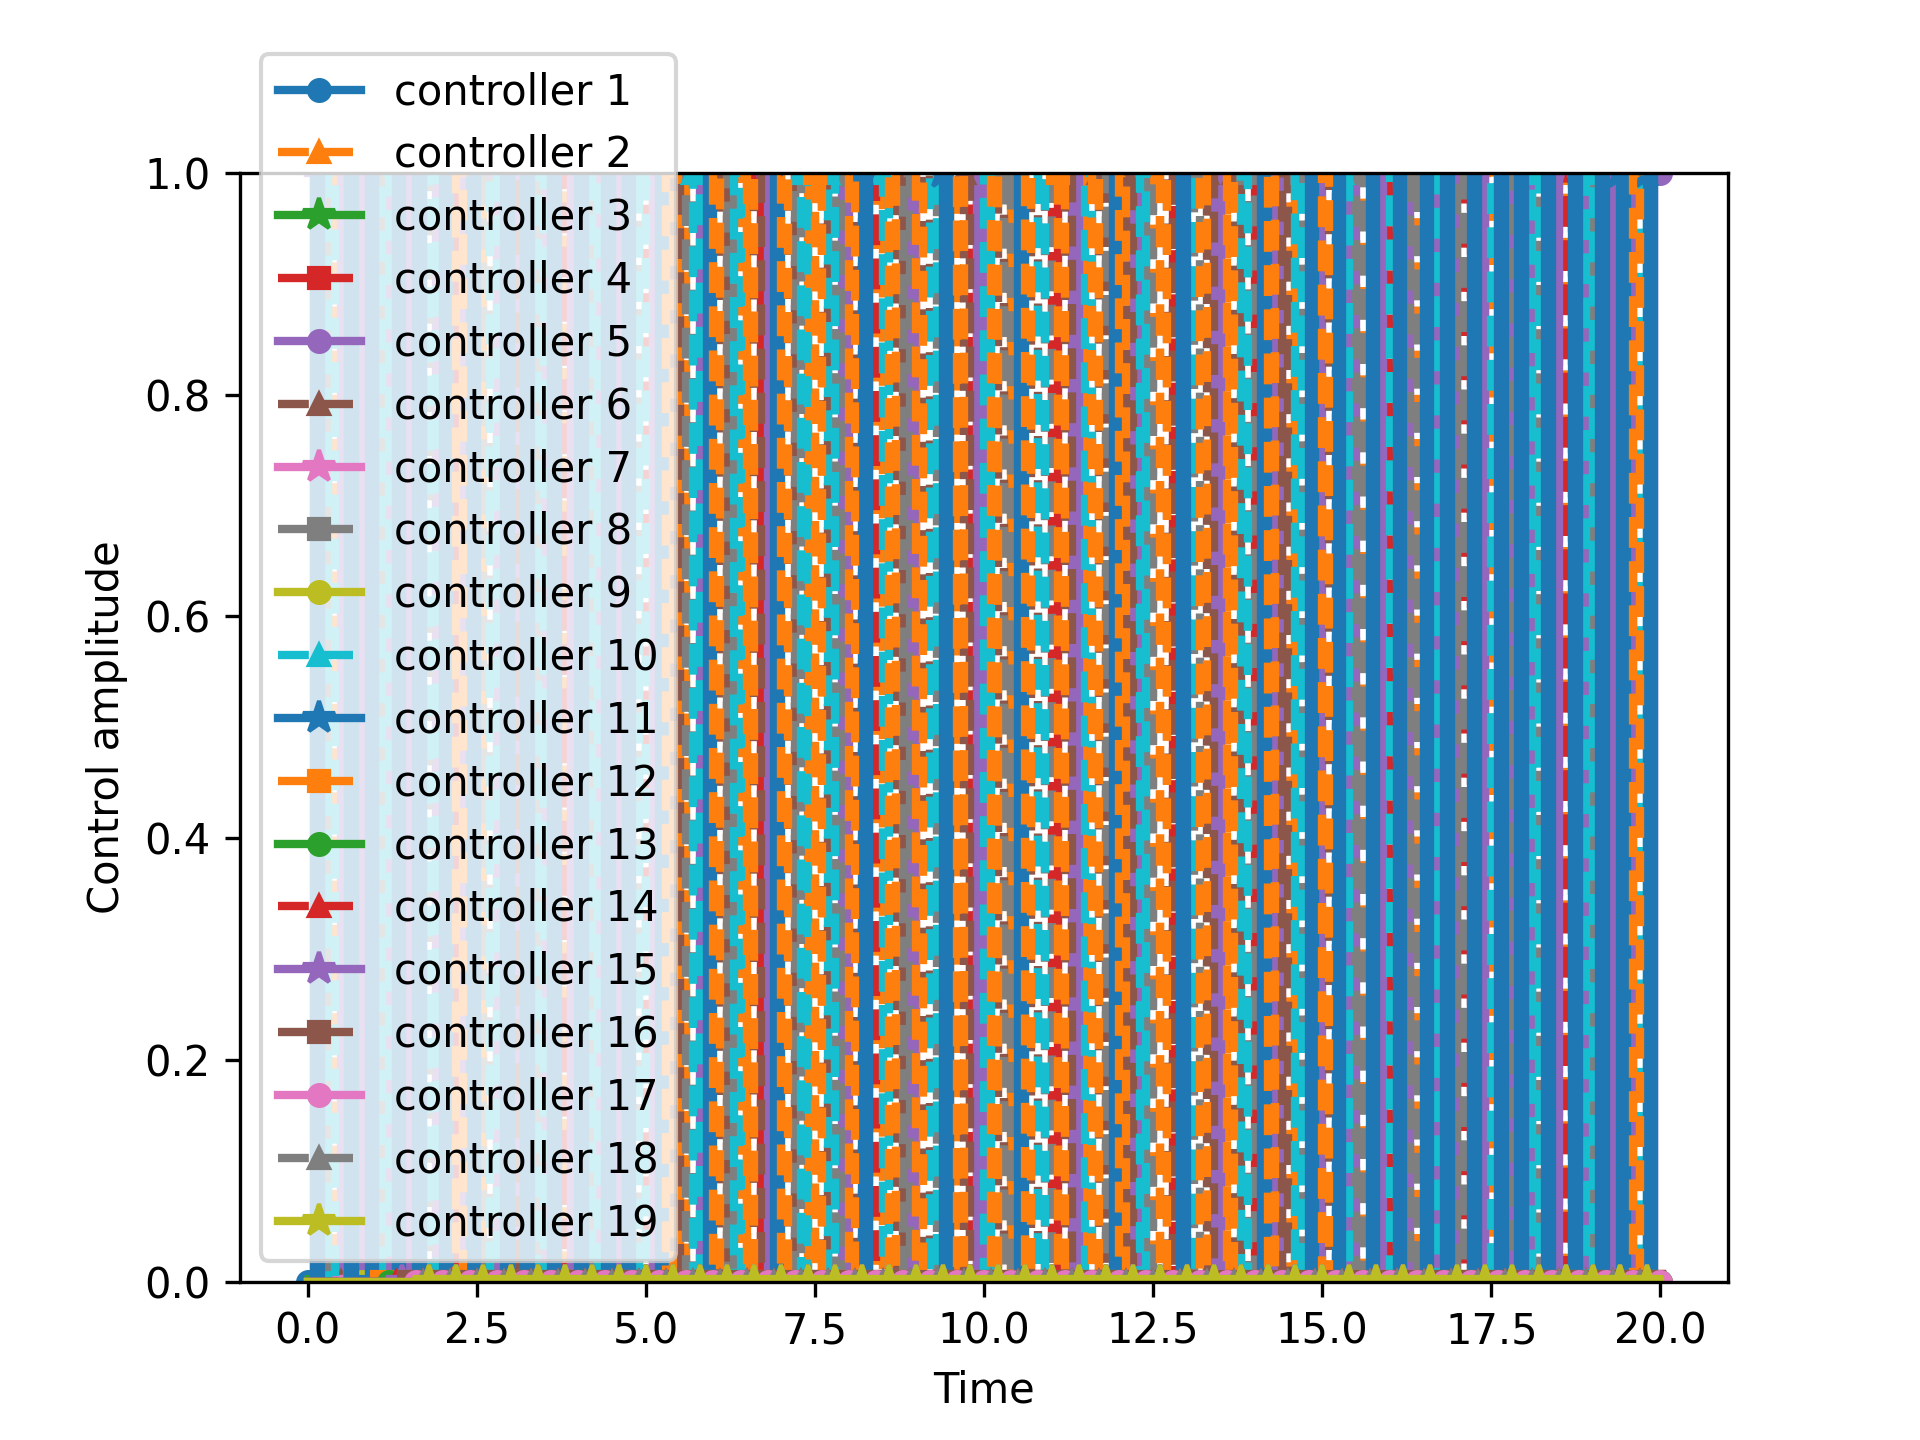 controller 1
controller 2
controller 3
controller 4
controller 5
controller 6
controller 7
controller 8
controller 9
controller 10
controller 11
controller 12
controller 13
controller 14
controller 15
controller 16
controller 17
controller 18
controller 19
1.0
0.8
0.6
0.4
0.2
0.0
Control amplitude
0.0 2.5 5.0 7.5 10.0 12.5 15.0 17.5 20.0
Time